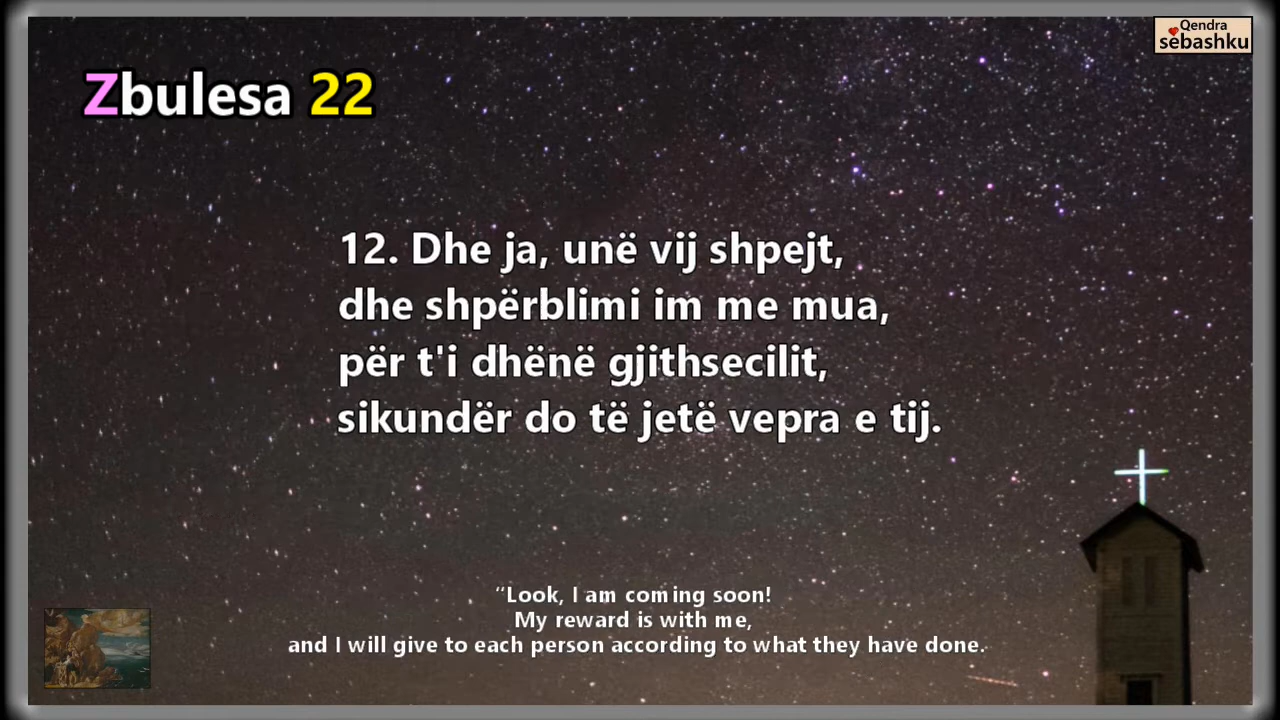 Qendra
sebashku
Zbulesa 22
12. Dhe ja, unë vij shpejt,
dhe shpërblimi im me mua,
për t'i dhënë gjithsecilit,
sikundër do të jetë vepra e tij.
“Look, I am coming soon!
My reward is with me,
and I will give to each person according to what they have done.